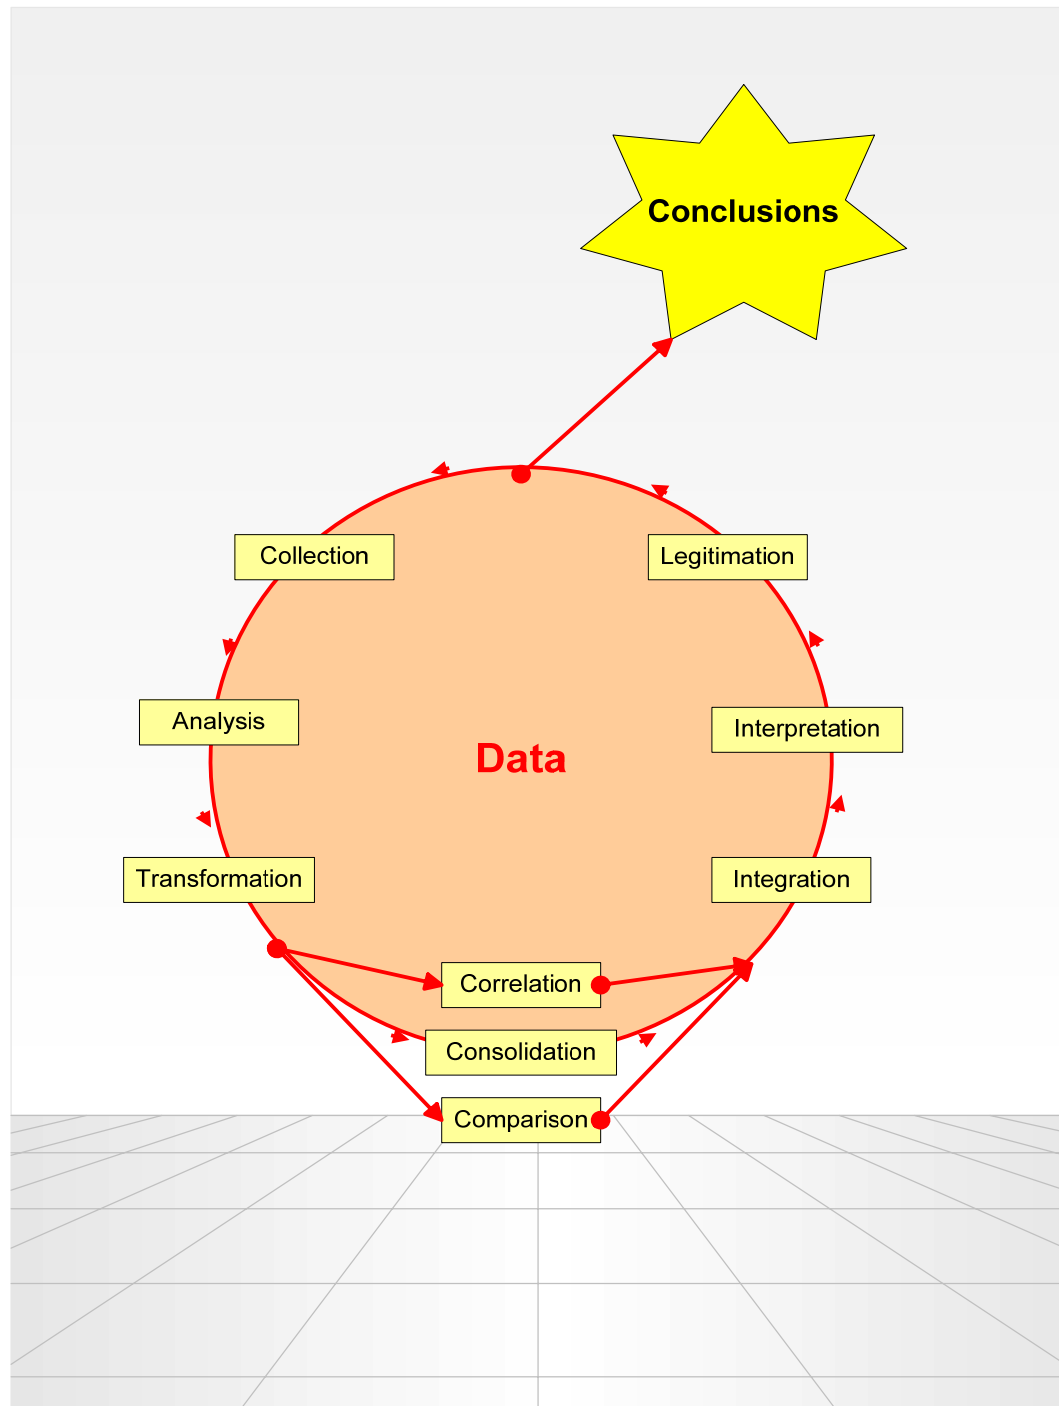 Conclusions
Collection
Legitimation
Analysis
Interpretation
Data
Transformation
Integration
Correlation
Consolidation
Comparison